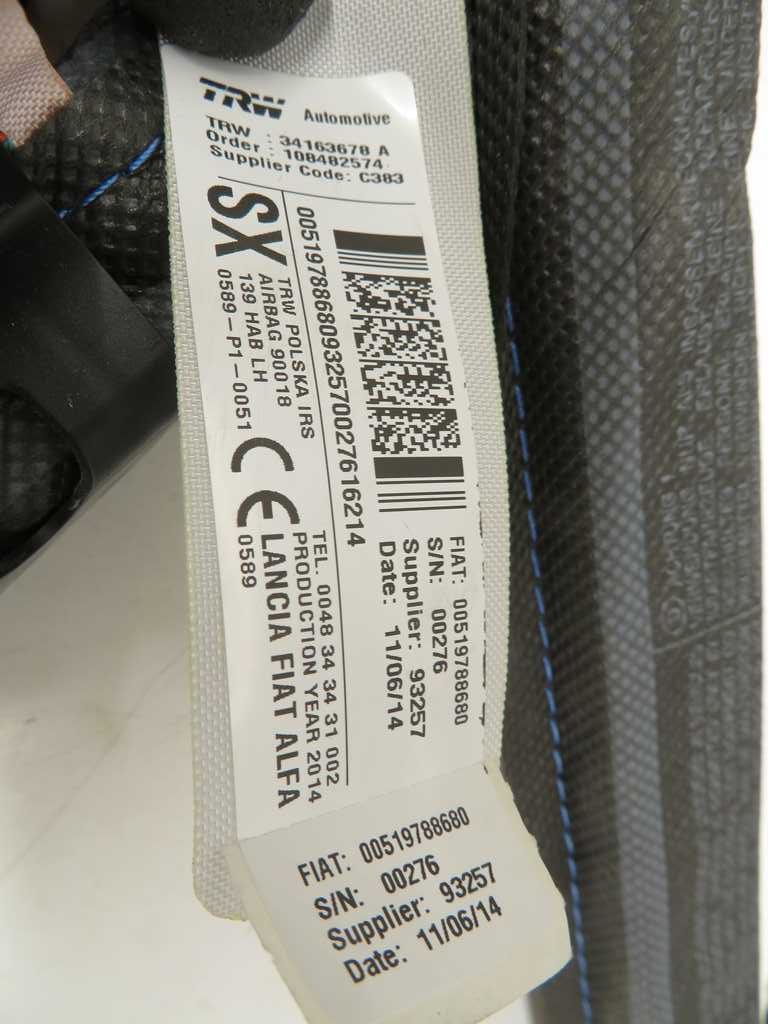 TRW Automotive
TRW : 34163678 A
Order : 108482574
Supplier Code: C383
SX
TRW POLSKA IRS
AIRBAG 90018
139 HAB LH
0589-P1-0051
CE
0589
TEL. 0048 34 34 31 002
PRODUCTION YEAR 2014
LANCIA FIAT ALFA
00519788680932570027616214
FIAT: 00519788680
S/N: 00276
Supplier: 93257
Date: 11/06/14
FIAT: 00519788680
S/N: 00276
Supplier: 93257
Date: 11/06/14